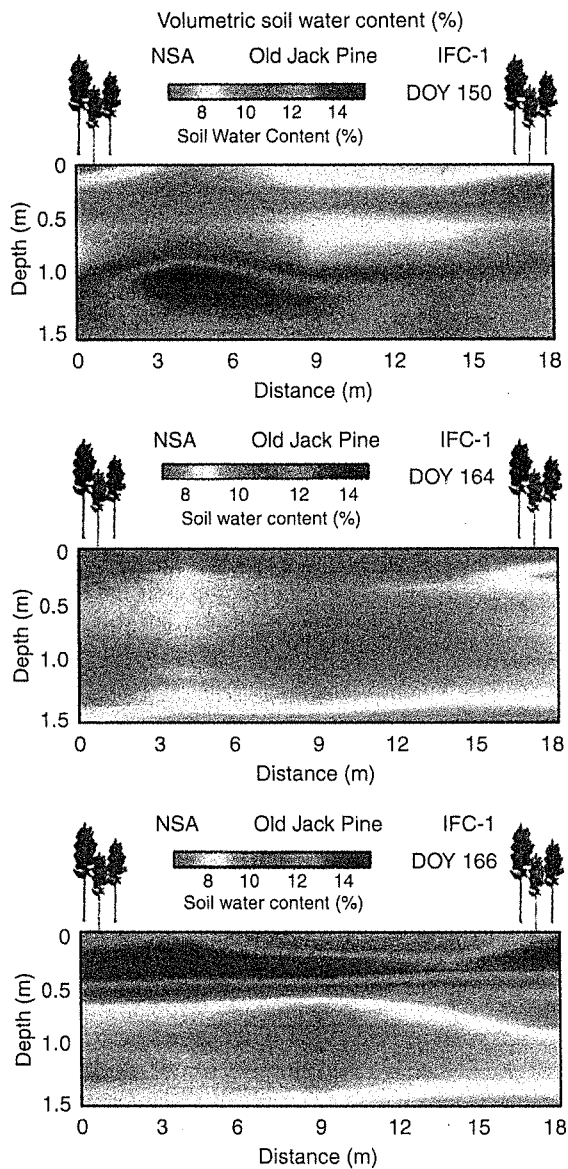 Volumetric soil water content (%)
NSA Old Jack Pine IFC-1
DOY 150
8 10 12 14
Soil Water Content (%)
0
0.5
1.0
1.5
Depth (m)
0 3 6 9 12 15 18
Distance (m)
NSA Old Jack Pine IFC-1
DOY 164
8 10 12 14
Soil water content (%)
0
0.5
1.0
1.5
Depth (m)
0 3 6 9 12 15 18
Distance (m)
NSA Old Jack Pine IFC-1
DOY 166
8 10 12 14
Soil water content (%)
0
0.5
1.0
1.5
Depth (m)
0 3 6 9 12 15 18
Distance (m)